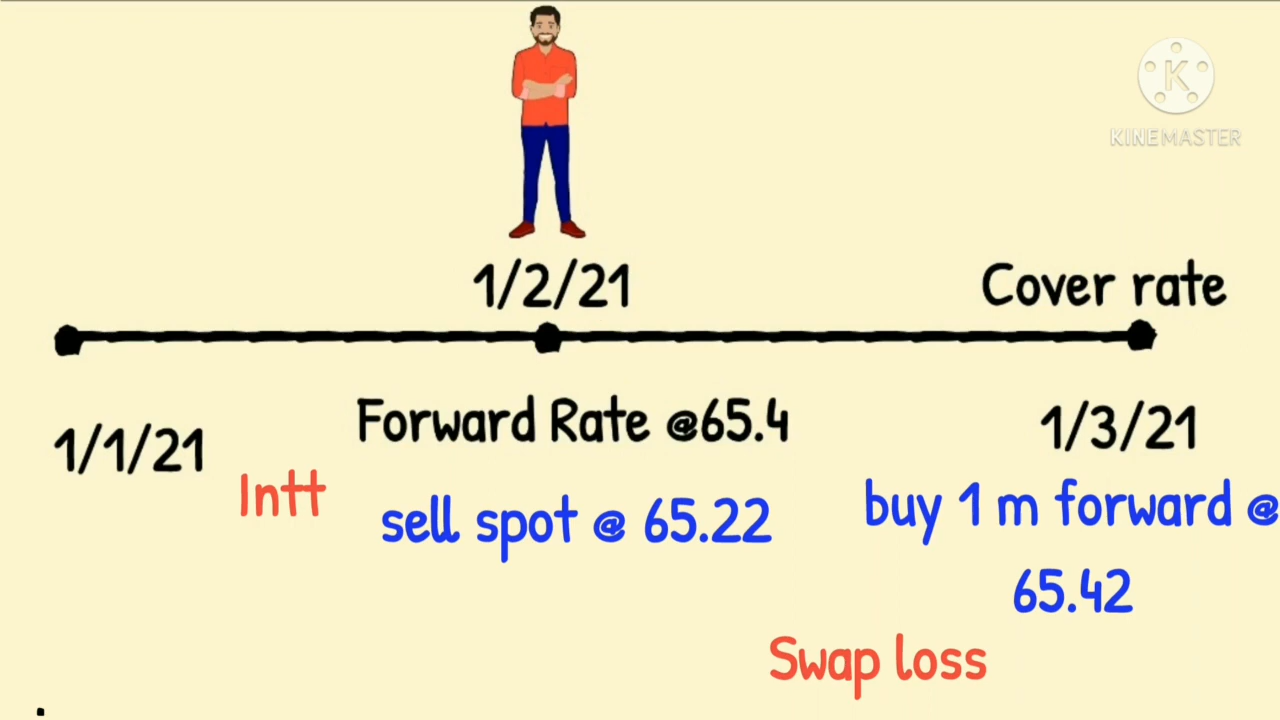 K
KINEMASTER
1/2/21
Cover rate
1/1/21
Forward Rate @65.4
1/3/21
Intt
sell spot @ 65.22
buy 1 m forward @
65.42
Swap loss